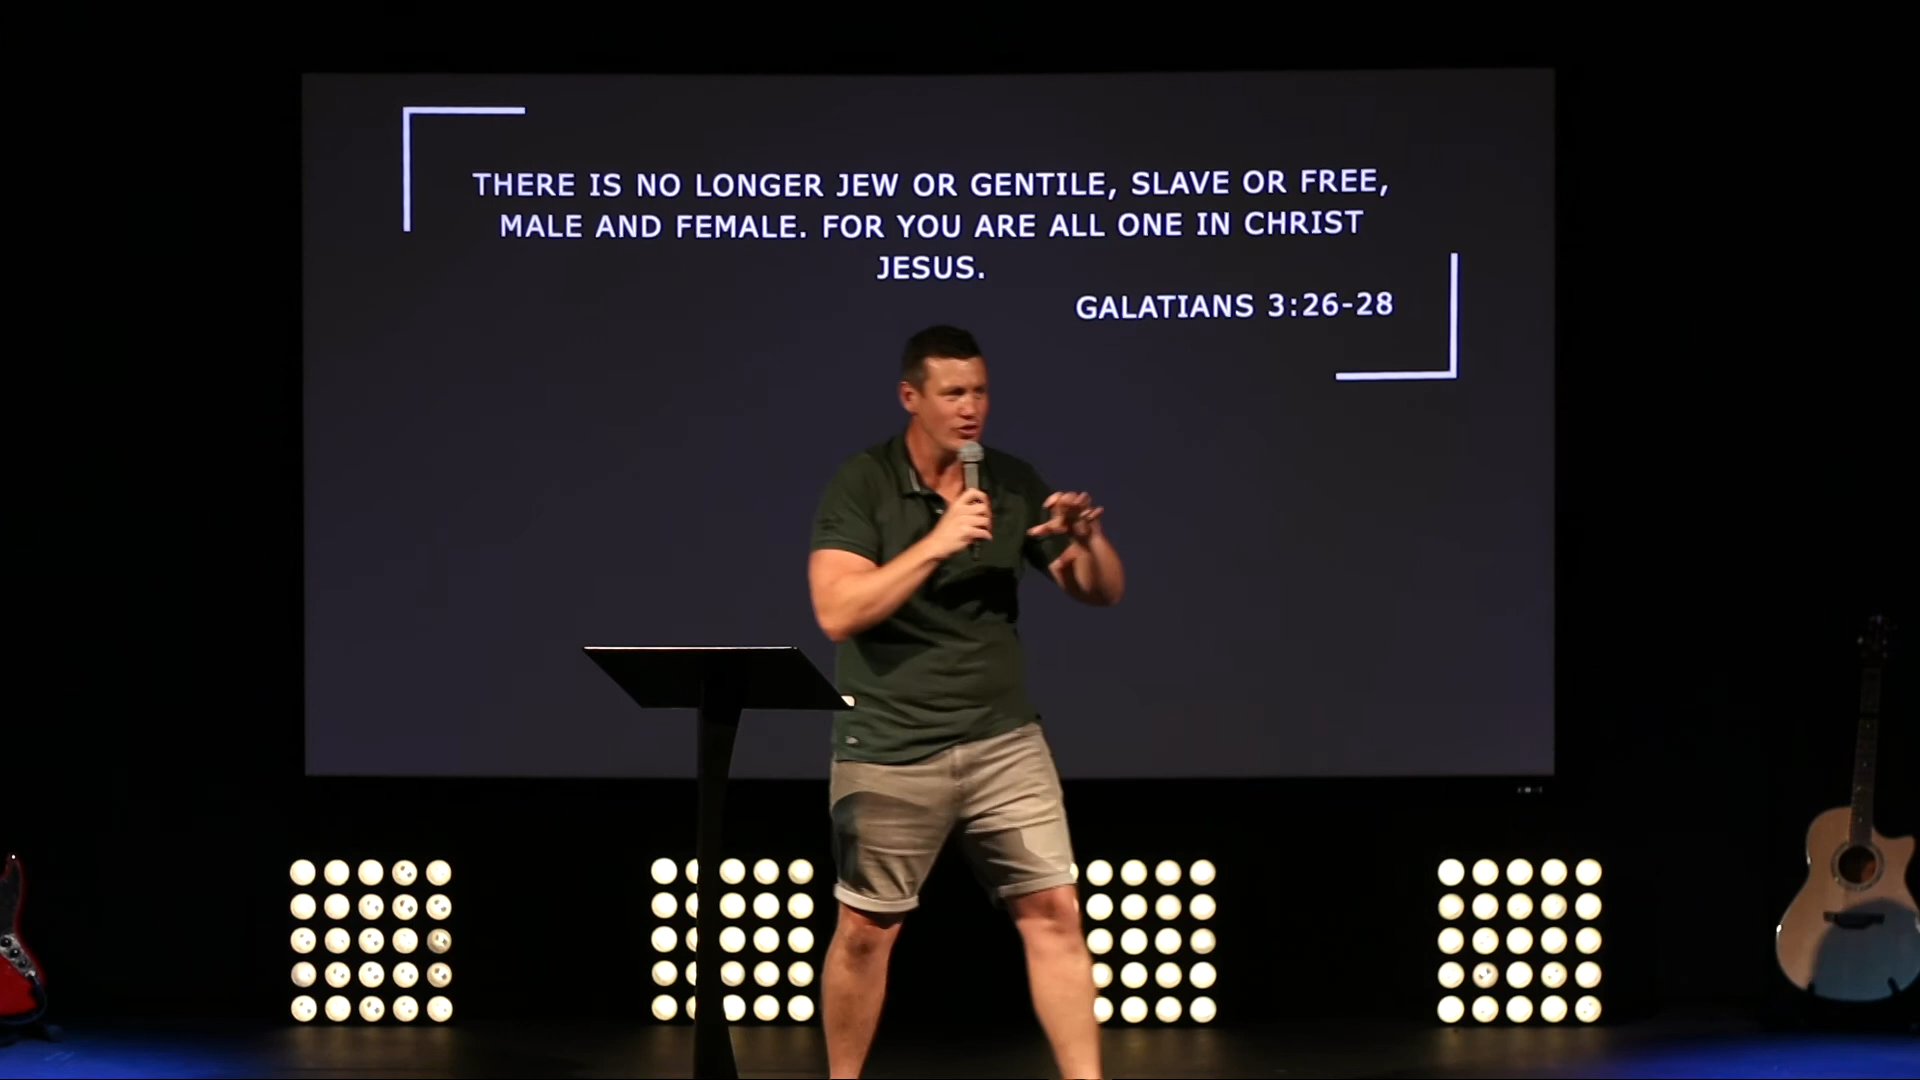 THERE IS NO LONGER JEW OR GENTILE, SLAVE OR FREE,
MALE AND FEMALE. FOR YOU ARE ALL ONE IN CHRIST
JESUS.
GALATIANS 3:26-28